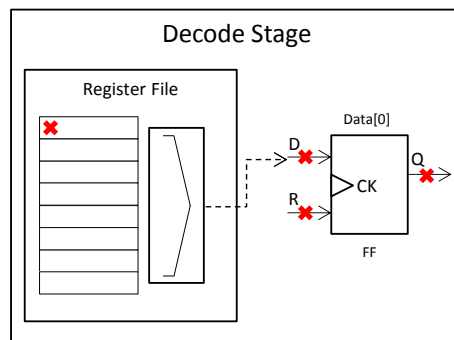 Decode Stage
Register File
Data[0]
D
Q
CK
R
FF